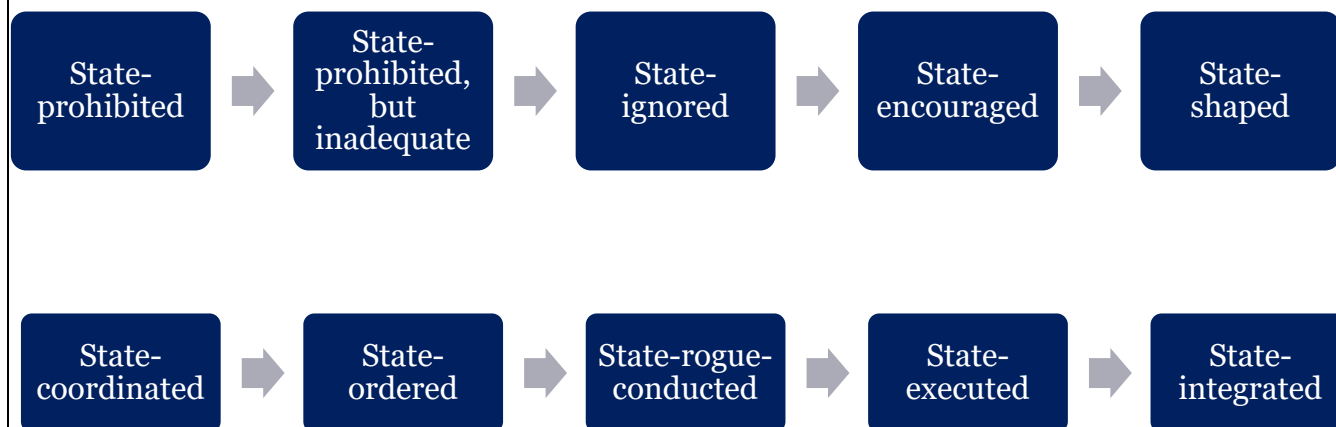 State-
prohibited
State-
prohibited,
but
inadequate
State-
ignored
State-
encouraged
State-
shaped
State-
coordinated
State-
ordered
State-rogue-
conducted
State-
executed
State-
integrated